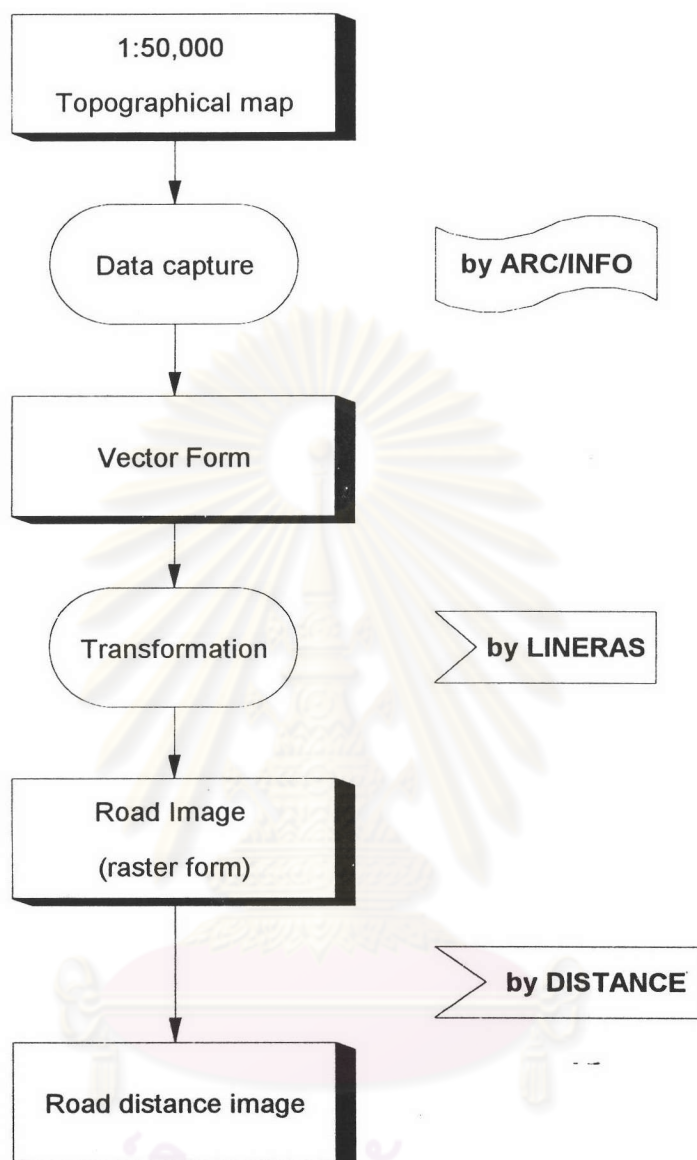 1:50,000
Topographical map
Data capture
by ARC/INFO
Vector Form
Transformation
by LINERAS
Road Image
(raster form)
by DISTANCE
Road distance image